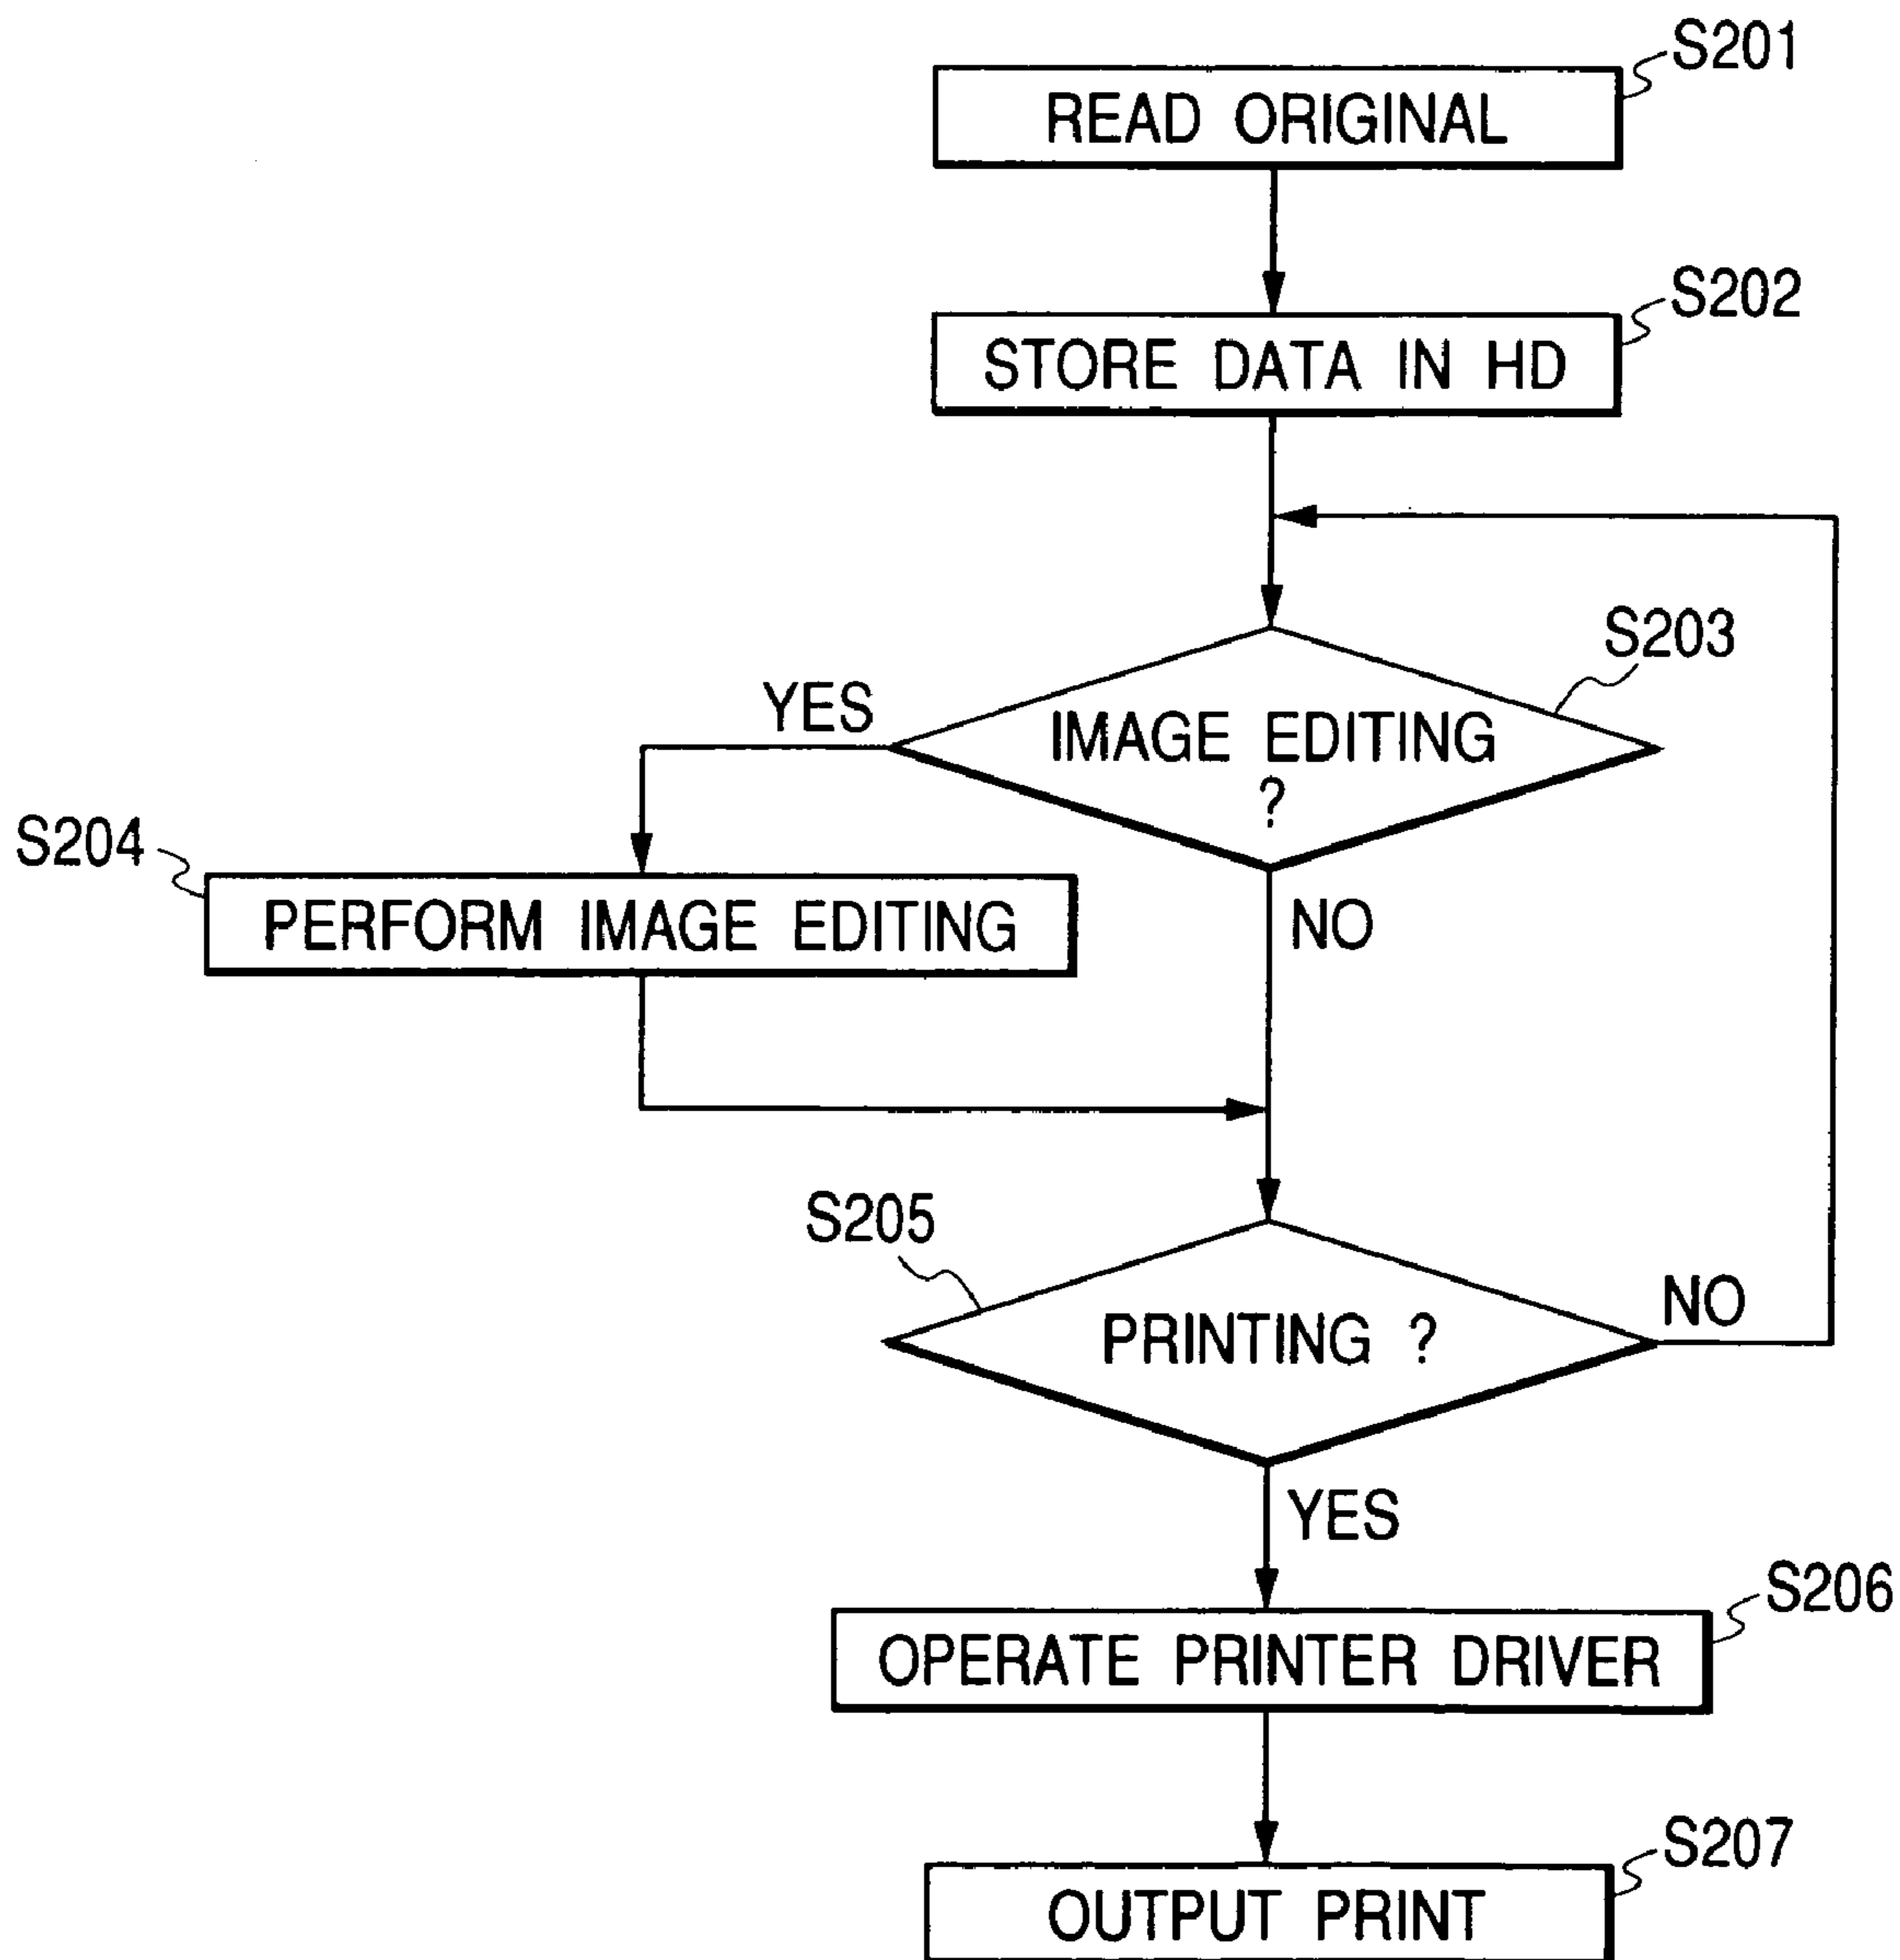 S201
READ ORIGINAL
S202
STORE DATA IN HD
S203
IMAGE EDITING
?
YES
NO
S204
PERFORM IMAGE EDITING
S205
PRINTING ?
NO
YES
S206
OPERATE PRINTER DRIVER
S207
OUTPUT PRINT